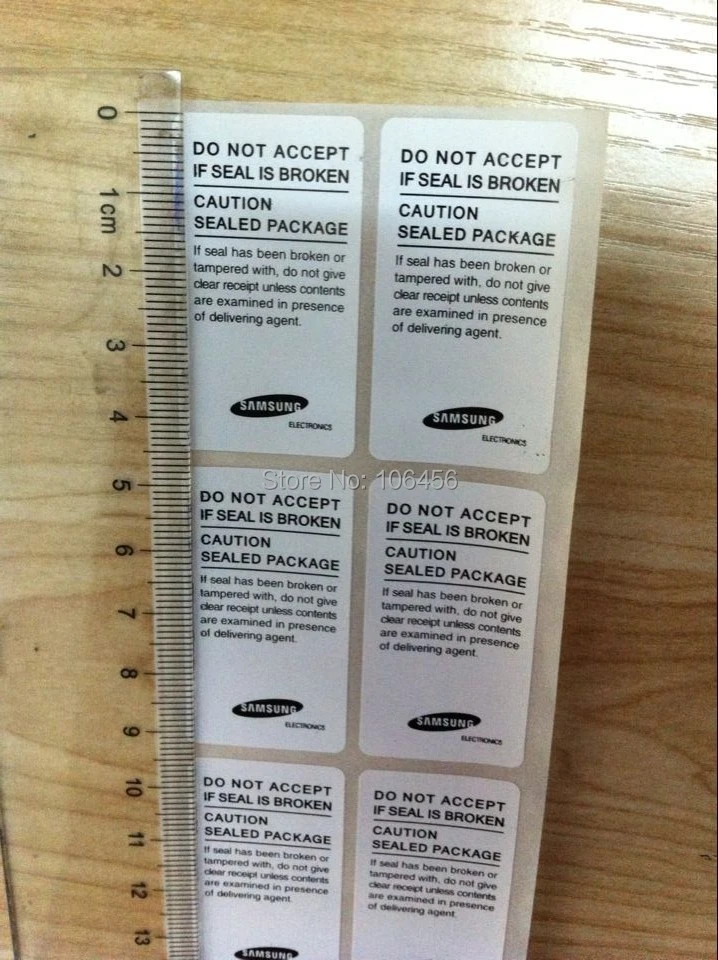 0
1cm
2
3
4
5
6
7
8
9
10
11
12
13
DO NOT ACCEPT
IF SEAL IS BROKEN
CAUTION
SEALED PACKAGE
If seal has been broken or
tampered with, do not give
clear receipt unless contents
are examined in presence
of delivering agent.
SAMSUNG
ELECTRONICS
DO NOT ACCEPT
IF SEAL IS BROKEN
CAUTION
SEALED PACKAGE
If seal has been broken or
tampered with, do not give
clear receipt unless contents
are examined in presence
of delivering agent.
SAMSUNG
ELECTRONICS
Store No: 106456
DO NOT ACCEPT
IF SEAL IS BROKEN
CAUTION
SEALED PACKAGE
If seal has been broken or
tampered with, do not give
clear receipt unless contents
are examined in presence
of delivering agent.
SAMSUNG
ELECTRONICS
DO NOT ACCEPT
IF SEAL IS BROKEN
CAUTION
SEALED PACKAGE
If seal has been broken or
tampered with, do not give
clear receipt unless contents
are examined in presence
of delivering agent.
SAMSUNG
ELECTRONICS
DO NOT ACCEPT
IF SEAL IS BROKEN
CAUTION
SEALED PACKAGE
If seal has been broken or
tampered with, do not give
clear receipt unless contents
are examined in presence
of delivering agent.
SAMSUNG
DO NOT ACCEPT
IF SEAL IS BROKEN
CAUTION
SEALED PACKAGE
If seal has been broken or
tampered with, do not give
clear receipt unless contents
are examined in presence
of delivering agent.